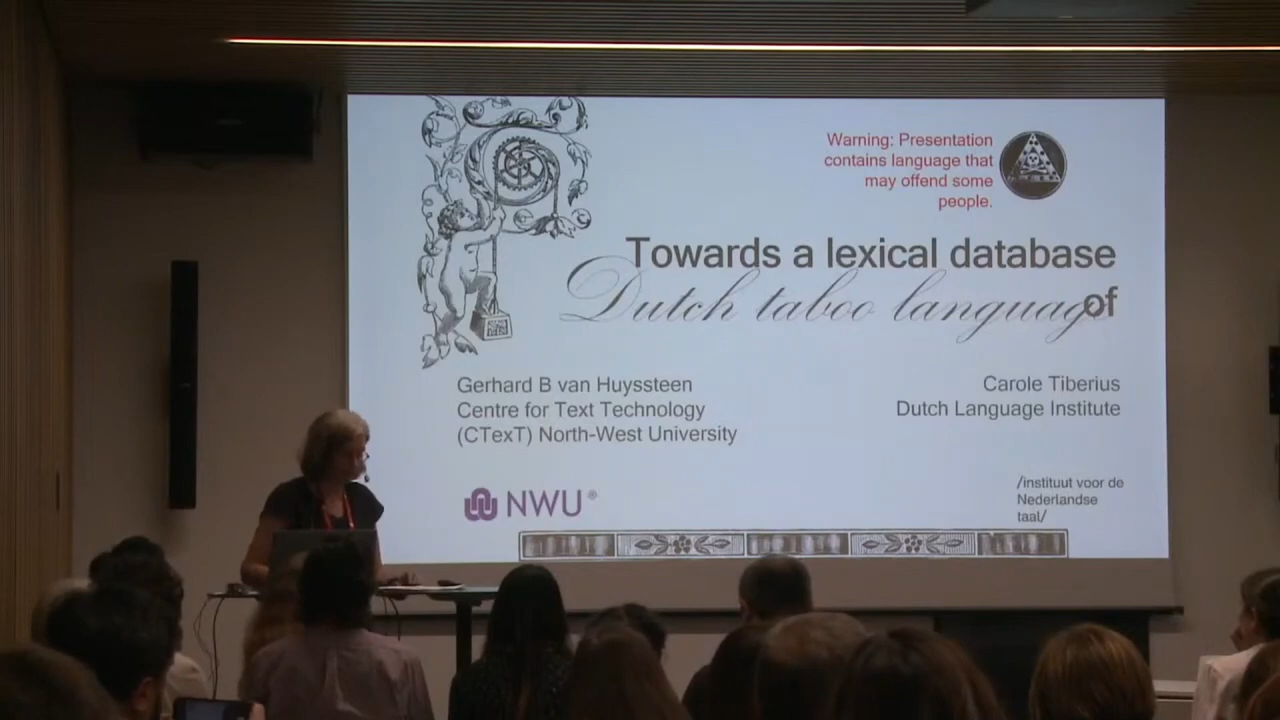 Warning: Presentation
contains language that
may offend some
people.
Towards a lexical database
of
Dutch taboo language
Gerhard B van Huyssteen
Centre for Text Technology
(CTexT) North-West University
Carole Tiberius
Dutch Language Institute
NWU®
/instituut voor de
Nederlandse
taal/